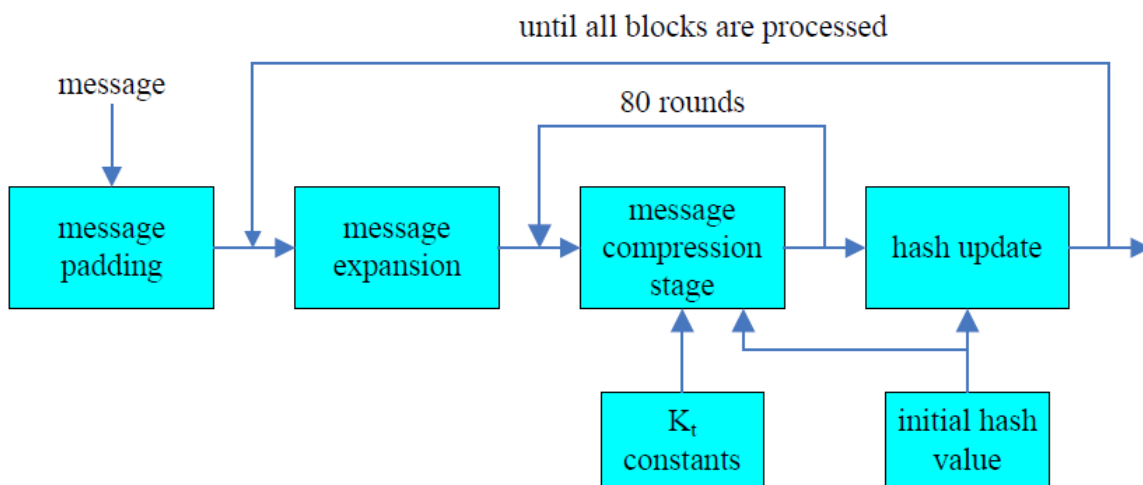 until all blocks are processed
message
80 rounds
message
padding
message
expansion
message
compression
stage
hash update
Kt
constants
initial hash
value